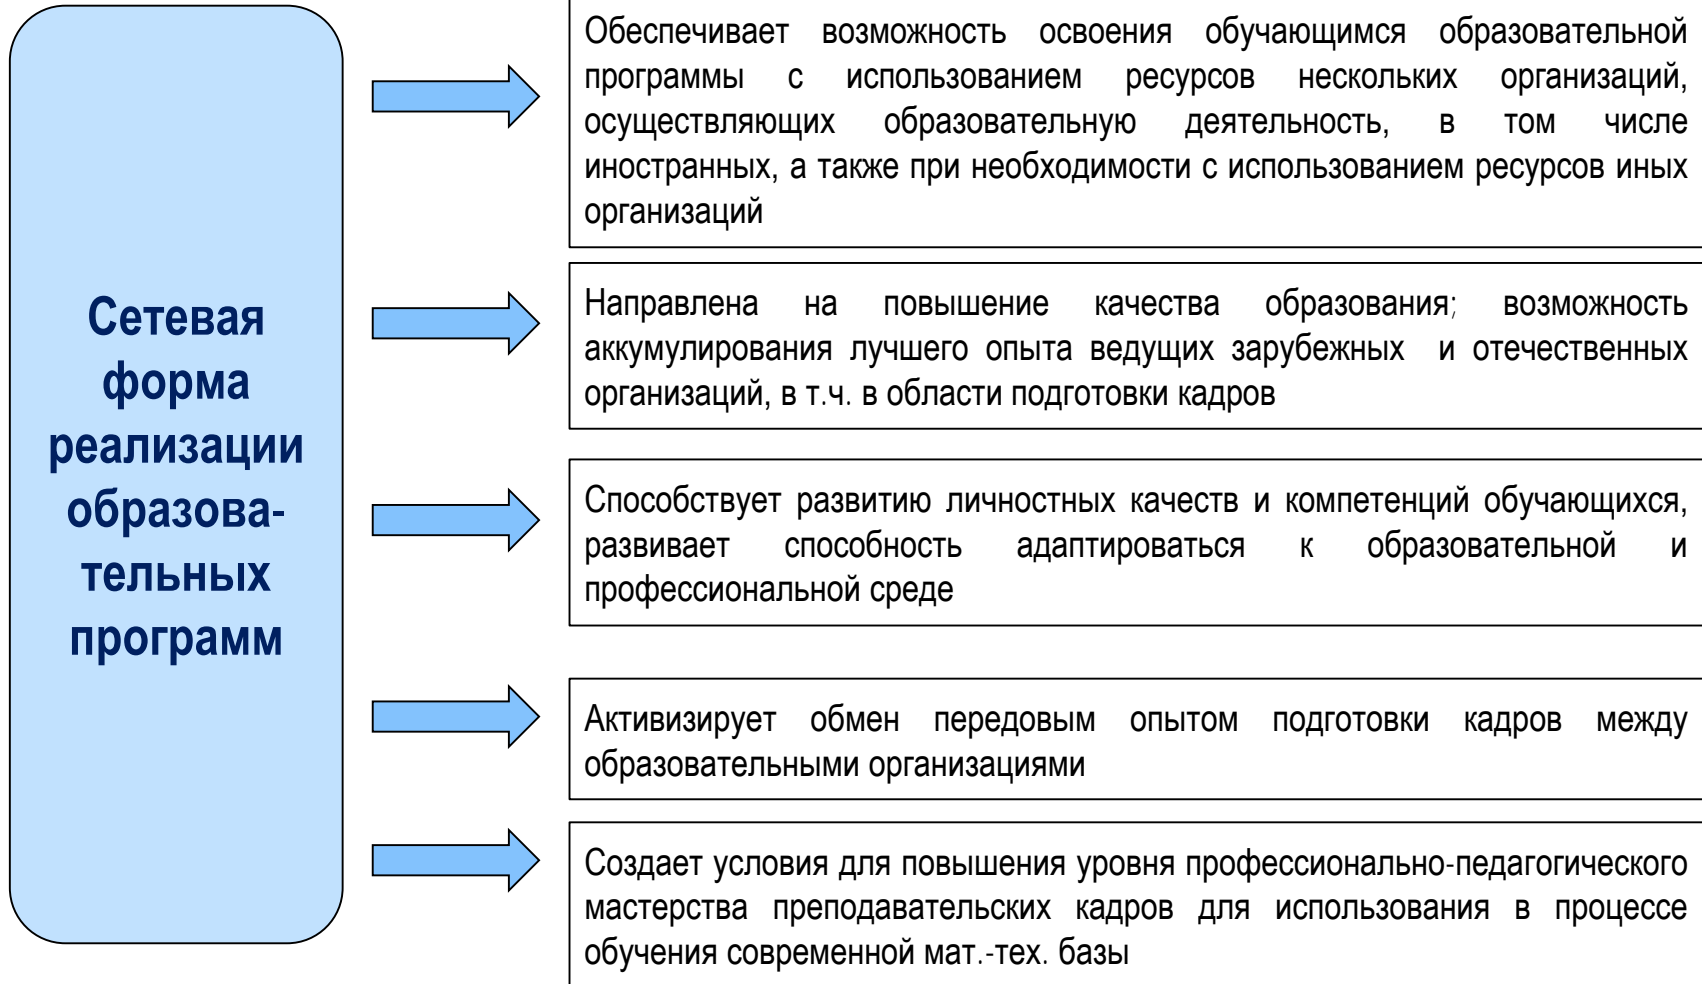 Сетевая
форма
реализации
образова-
тельных
программ
Обеспечивает возможность освоения обучающимся образовательной
программы с использованием ресурсов нескольких организаций,
осуществляющих образовательную деятельность, в том числе
иностранных, а также при необходимости с использованием ресурсов иных
организаций
Направлена на повышение качества образования; возможность
аккумулирования лучшего опыта ведущих зарубежных и отечественных
организаций, в т.ч. в области подготовки кадров
Способствует развитию личностных качеств и компетенций обучающихся,
развивает способность адаптироваться к образовательной и
профессиональной среде
Активизирует обмен передовым опытом подготовки кадров между
образовательными организациями
Создает условия для повышения уровня профессионально-педагогического
мастерства преподавательских кадров для использования в процессе
обучения современной мат.-тех. базы